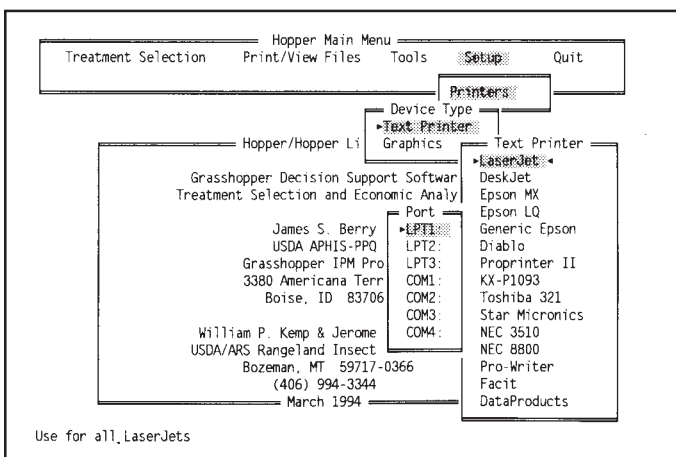 Hopper Main Menu
Treatment Selection Print/View Files Tools Setup Quit
Printers
Device Type
Text Printer
Graphics
Hopper/Hopper Li
Grasshopper Decision Support Softwar
Treatment Selection and Economic Analy
James S. Berry
USDA APHIS-PPQ
Grasshopper IPM Pro
3380 Americana Terr
Boise, ID 83706
William P. Kemp & Jerome
USDA/ARS Rangeland Insect
Bozeman, MT 59717-0366
(406) 994-3344
March 1994
Port
LPT1:
LPT2:
LPT3:
COM1:
COM2:
COM3:
COM4:
Text Printer
LaserJet
DeskJet
Epson MX
Epson LQ
Generic Epson
Diablo
Proprinter II
KX-P1093
Toshiba 321
Star Micronics
NEC 3510
NEC 8800
Pro-Writer
Facit
DataProducts
Use for all LaserJets